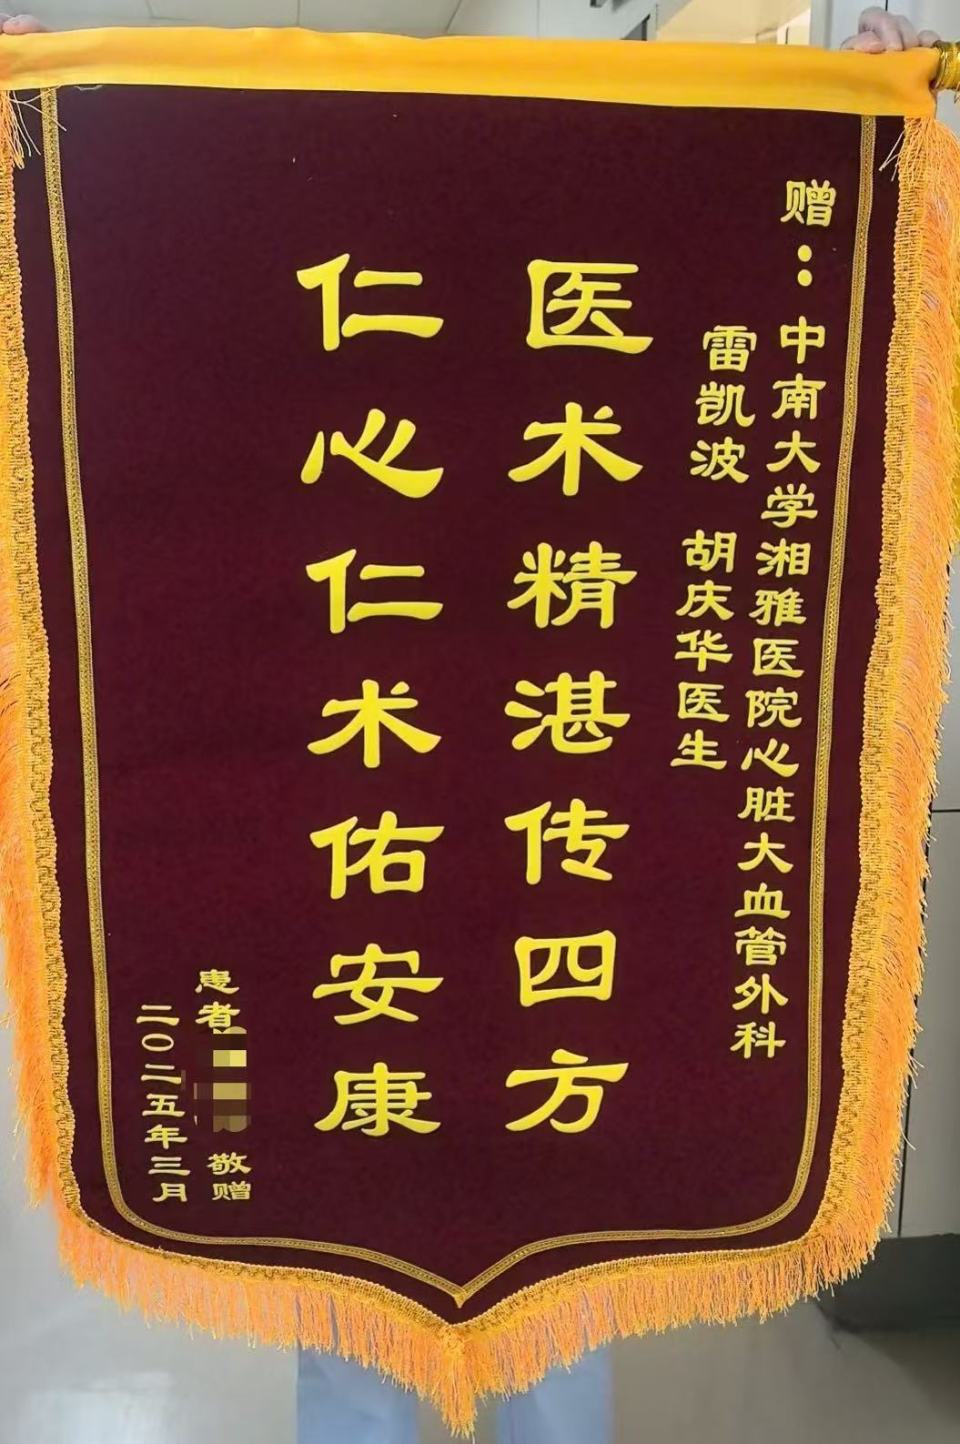 赠：中南大学湘雅医院心脏大血管外科
雷凯波 胡庆华医生
医术精湛传四方
仁心仁术佑安康
患者 敬赠
二〇二五年三月